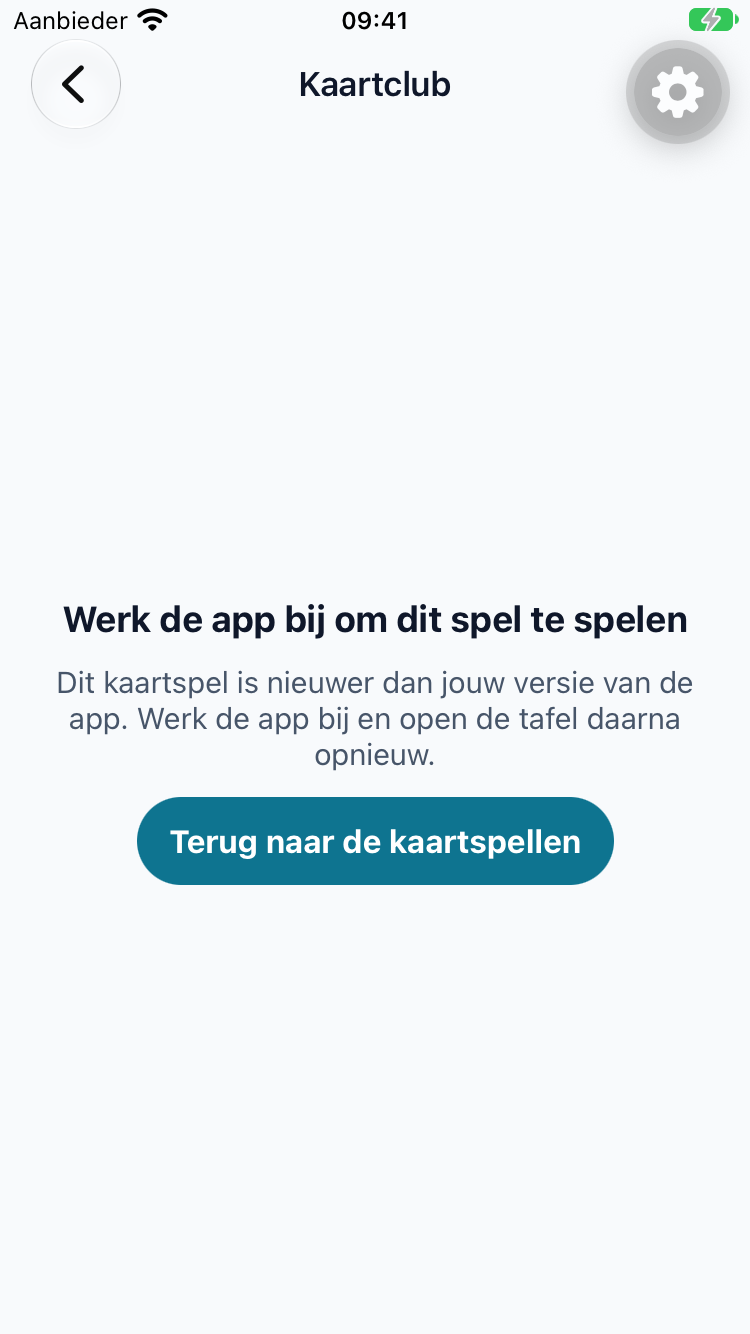 Aanbieder
09:41
Kaartclub
Werk de app bij om dit spel te spelen
Dit kaartspel is nieuwer dan jouw versie van de
app. Werk de app bij en open de tafel daarna
opnieuw.
Terug naar de kaartspellen